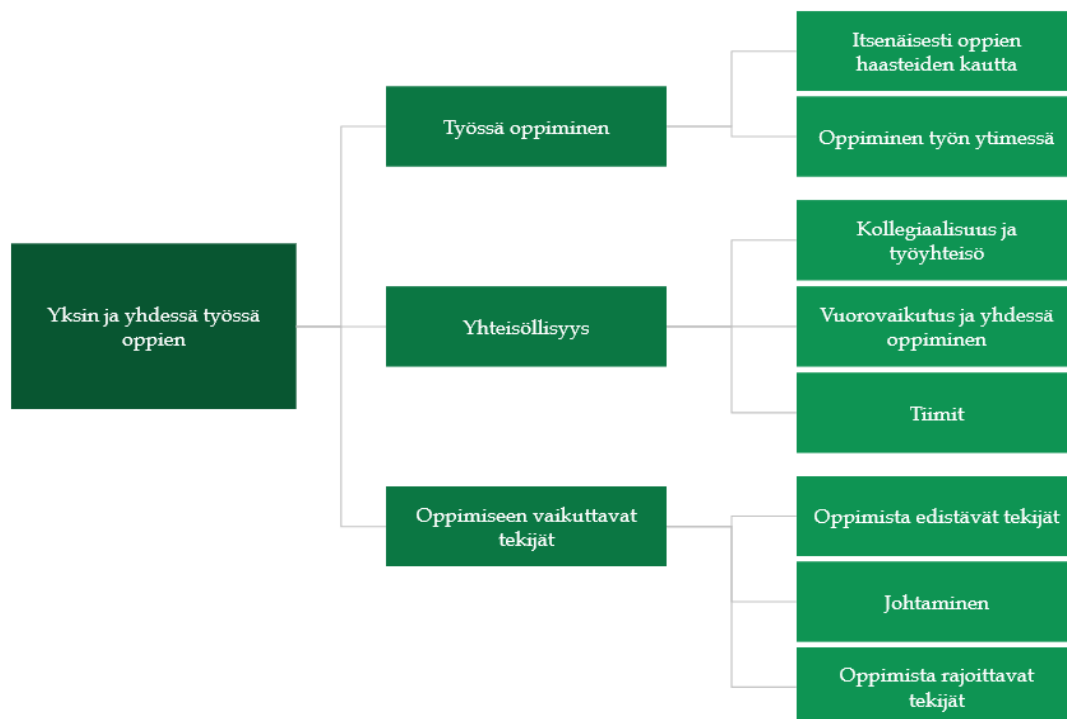 Yksin ja yhdessä työssä
oppien
Työssä oppiminen
Itsenäisesti oppien
haasteiden kautta
Oppiminen työn ytimessä
Yhteisöllisyys
Kollegiaalisuus ja
työyhteisö
Vuorovaikutus ja yhdessä
oppiminen
Tiimit
Oppimiseen vaikuttavat
tekijät
Oppimista edistävät tekijät
Johtaminen
Oppimista rajoittavat
tekijät